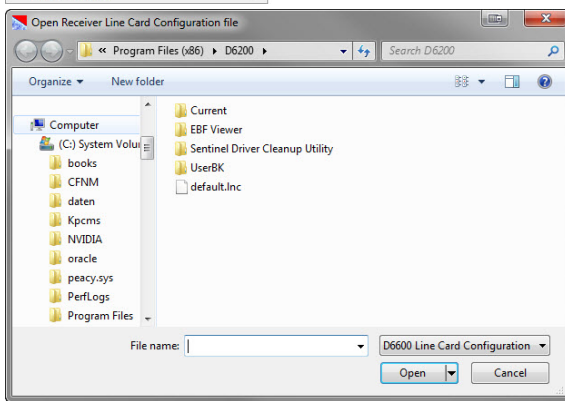 Open Receiver Line Card Configuration file
« Program Files (x86) ▸ D6200 ▸
Search D6200
Organize ▼ New folder
Computer
(C:) System Volu
books
CFNM
daten
Kpcms
NVIDIA
oracle
peacy.sys
PerfLogs
Program Files
Current
EBF Viewer
Sentinel Driver Cleanup Utility
UserBK
default.lnc
File name:
D6600 Line Card Configuration
Open
Cancel